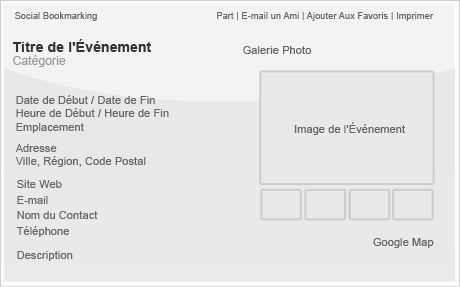 Social Bookmarking
Part | E-mail un Ami | Ajouter Aux Favoris | Imprimer
Titre de l'Événement
Catégorie
Galerie Photo
Date de Début / Date de Fin
Heure de Début / Heure de Fin
Emplacement
Image de l'Événement
Adresse
Ville, Région, Code Postal
Site Web
E-mail
Nom du Contact
Téléphone
Google Map
Description